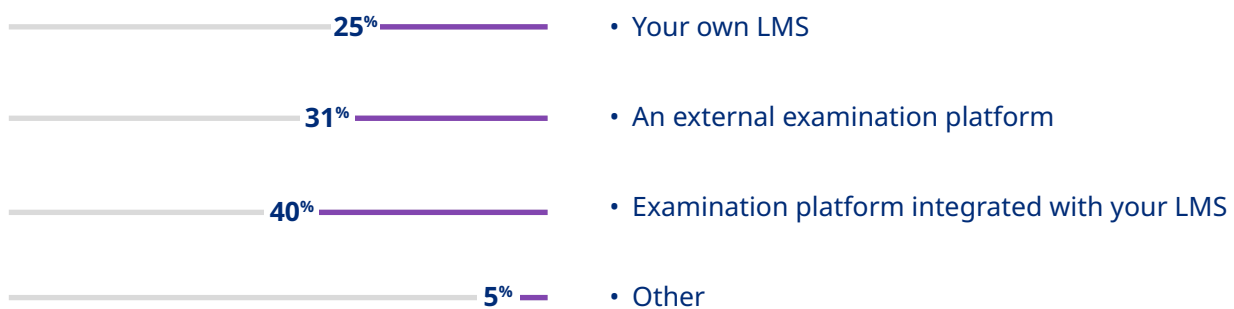 25% • Your own LMS
31% • An external examination platform
40% • Examination platform integrated with your LMS
5% • Other